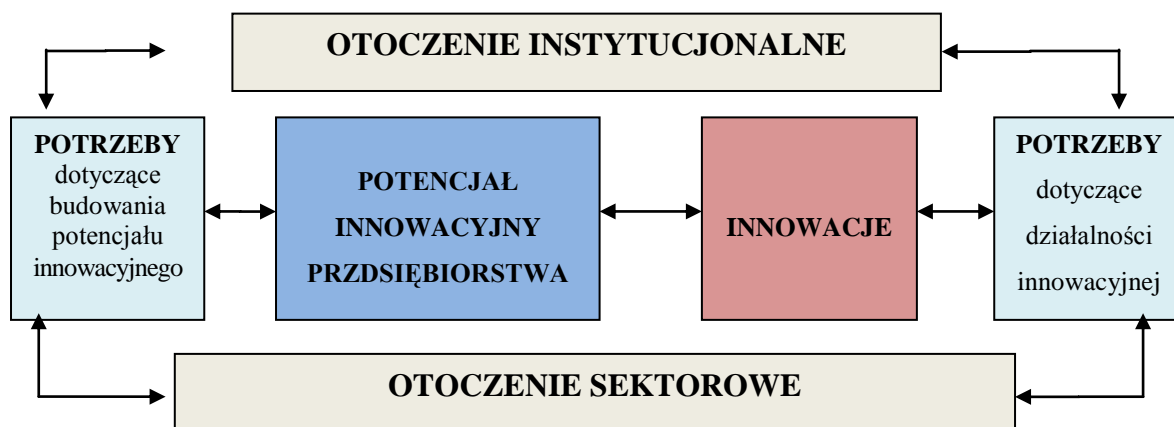 OTOCZENIE INSTYTUCJONALNE
POTRZEBY
dotyczące
budowania
potencjału
innowacyjnego
POTENCJAŁ
INNOWACYJNY
PRZDSIĘBIORSTWA
INNOWACJE
POTRZEBY
dotyczące
działalności
innowacyjnej
OTOCZENIE SEKTOROWE